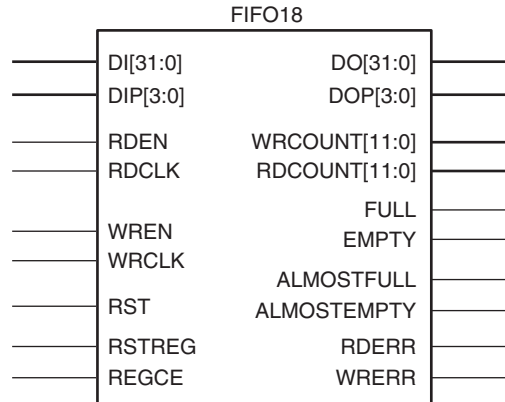 FIFO18
DI[31:0] DO[31:0]
DIP[3:0] DOP[3:0]
RDEN WRCOUNT[11:0]
RDCLK RDCOUNT[11:0]
FULL
WREN EMPTY
WRCLK
ALMOSTFULL
RST ALMOSTEMPTY
RSTREG RDERR
REGCE WRERR